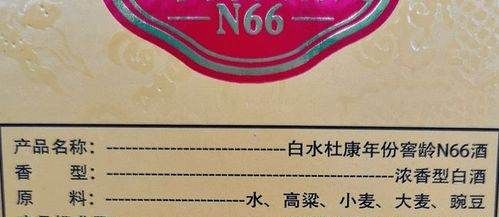 N66
产品名称：------白水杜康年份窖龄N66酒
香 型：------浓香型白酒
原 料：------水、高粱、小麦、大麦、豌豆